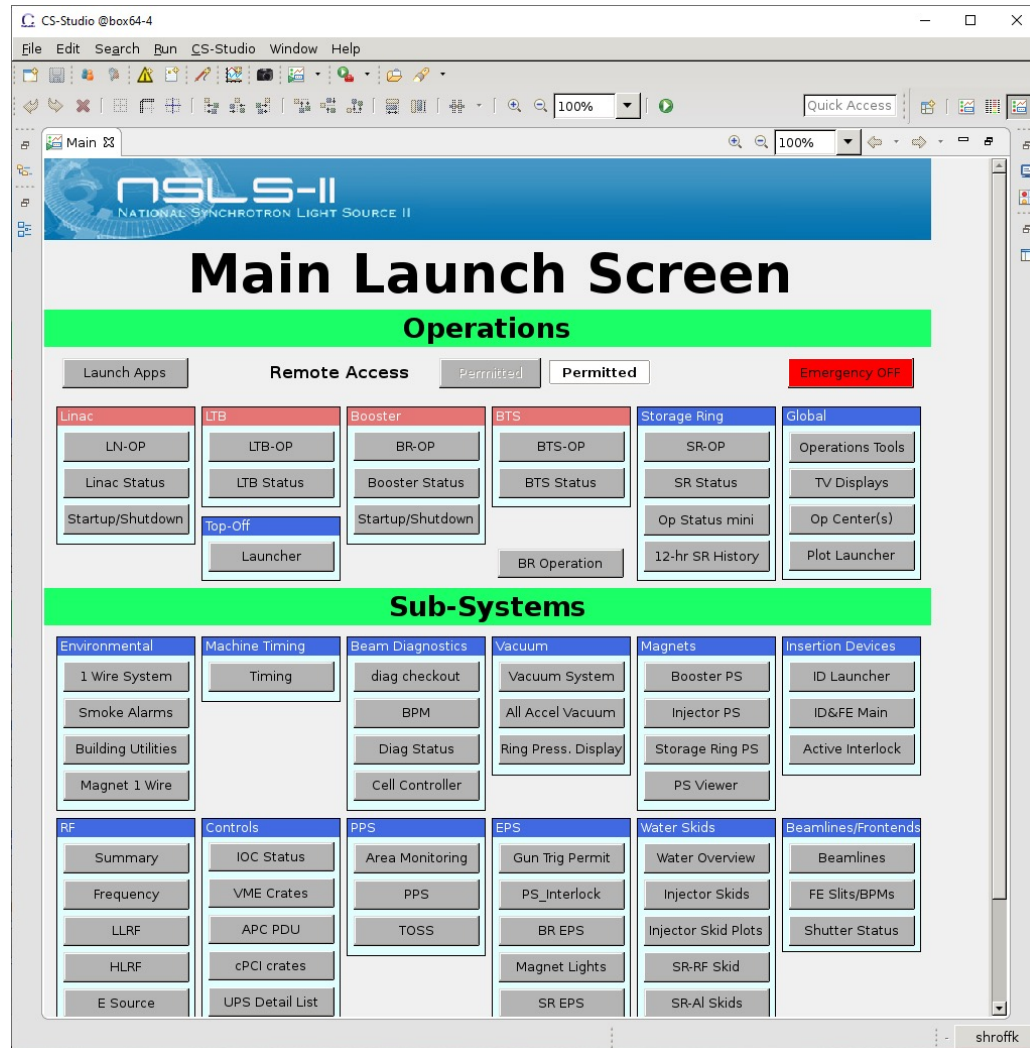 CS-Studio @box64-4
File Edit Search Run CS-Studio Window Help
100%
Quick Access
Main
100%
NSLS-II
NATIONAL SYNCHROTRON LIGHT SOURCE II
Main Launch Screen
Operations
Launch Apps Remote Access Permitted Permitted Emergency OFF
Linac LTB Booster BTS Storage Ring Global
LN-OP LTB-OP BR-OP BTS-OP SR-OP Operations Tools
Linac Status LTB Status Booster Status BTS Status SR Status TV Displays
Startup/Shutdown Top-Off Startup/Shutdown Op Status mini Op Center(s)
Launcher BR Operation 12-hr SR History Plot Launcher
Sub-Systems
Environmental Machine Timing Beam Diagnostics Vacuum Magnets Insertion Devices
1 Wire System Timing diag checkout Vacuum System Booster PS ID Launcher
Smoke Alarms BPM All Accel Vacuum Injector PS ID&FE Main
Building Utilities Diag Status Ring Press. Display Storage Ring PS Active Interlock
Magnet 1 Wire Cell Controller PS Viewer
RF Controls PPS EPS Water Skids Beamlines/Frontends
Summary IOC Status Area Monitoring Gun Trig Permit Water Overview Beamlines
Frequency VME Crates PPS PS_Interlock Injector Skids FE Slits/BPMs
LLRF APC PDU TOSS BR EPS Injector Skid Plots Shutter Status
HLRF cPCI crates Magnet Lights SR-RF Skid
E Source UPS Detail List SR EPS SR-Al Skids
shroffk